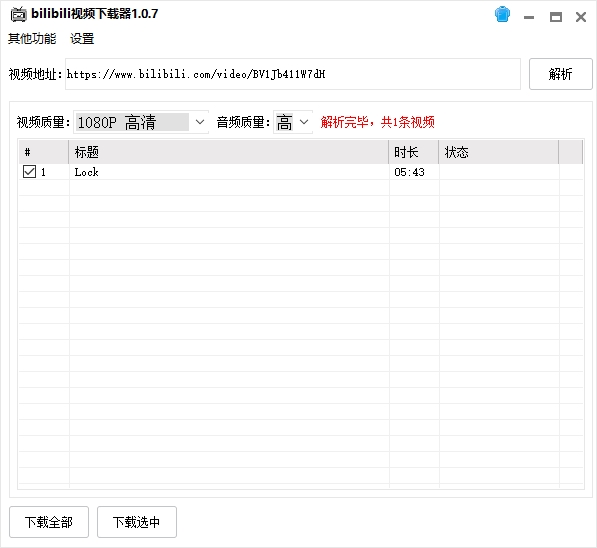 bilibili视频下载器1.0.7
其他功能 设置
视频地址: https://www.bilibili.com/video/BV1Jb411W7dH 解析
视频质量: 1080P 高清 音频质量: 高 解析完毕，共1条视频
# 标题 时长 状态
1 Lock 05:43
下载全部 下载选中